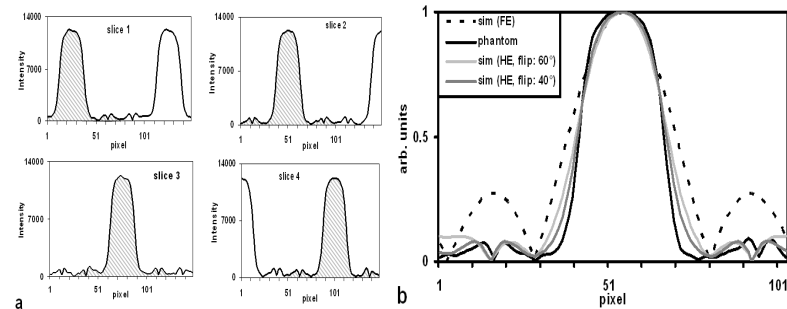 slice 1
14000
7000
0
Intensity
1 51 101
pixel
slice 2
14000
7000
0
Intensity
1 51 101
pixel
slice 3
14000
7000
0
Intensity
1 51 101
pixel
slice 4
14000
7000
0
Intensity
1 51 101
pixel
a
sim (FE)
phantom
sim (HE, flip: 60°)
sim (HE, flip: 40°)
1
0.5
0
arb. units
1 51 101
pixel
b